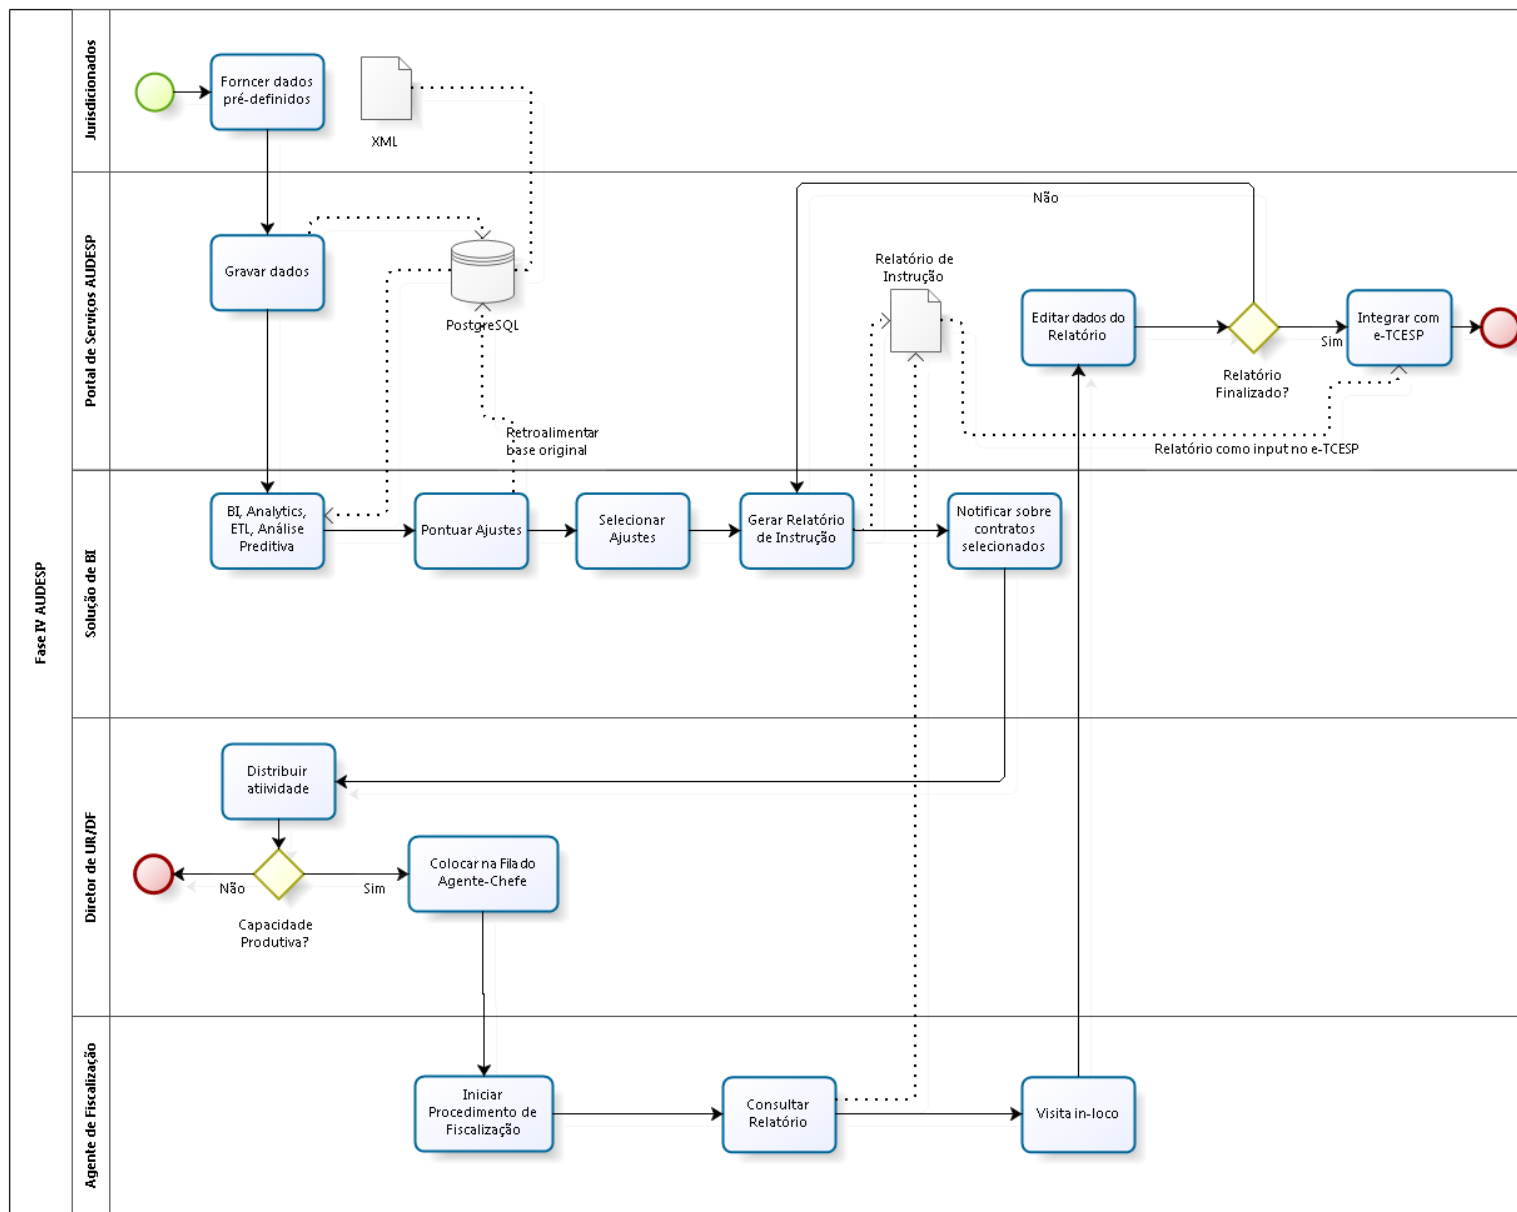 Fase IV AUDESP
Jurisdicionados
Forncer dados
pré-definidos
XML
Portal de Serviços AUDESP
Gravar dados
PostgreSQL
Retroalimentar
base original
Relatório de
Instrução
Não
Editar dados do
Relatório
Relatório
Finalizado?
Sim
Integrar com
e-TCESP
Relatório como input no e-TCESP
Solução de BI
BI, Analytics,
ETL, Análise
Preditiva
Pontuar Ajustes
Selecionar
Ajustes
Gerar Relatório
de Instrução
Notificar sobre
contratos
selecionados
Diretor de UR/DF
Distribuir
atiividade
Não
Sim
Capacidade
Produtiva?
Colocar na Fila do
Agente-Chefe
Agente de Fiscalização
Iniciar
Procedimento de
Fiscalização
Consultar
Relatório
Visita in-loco